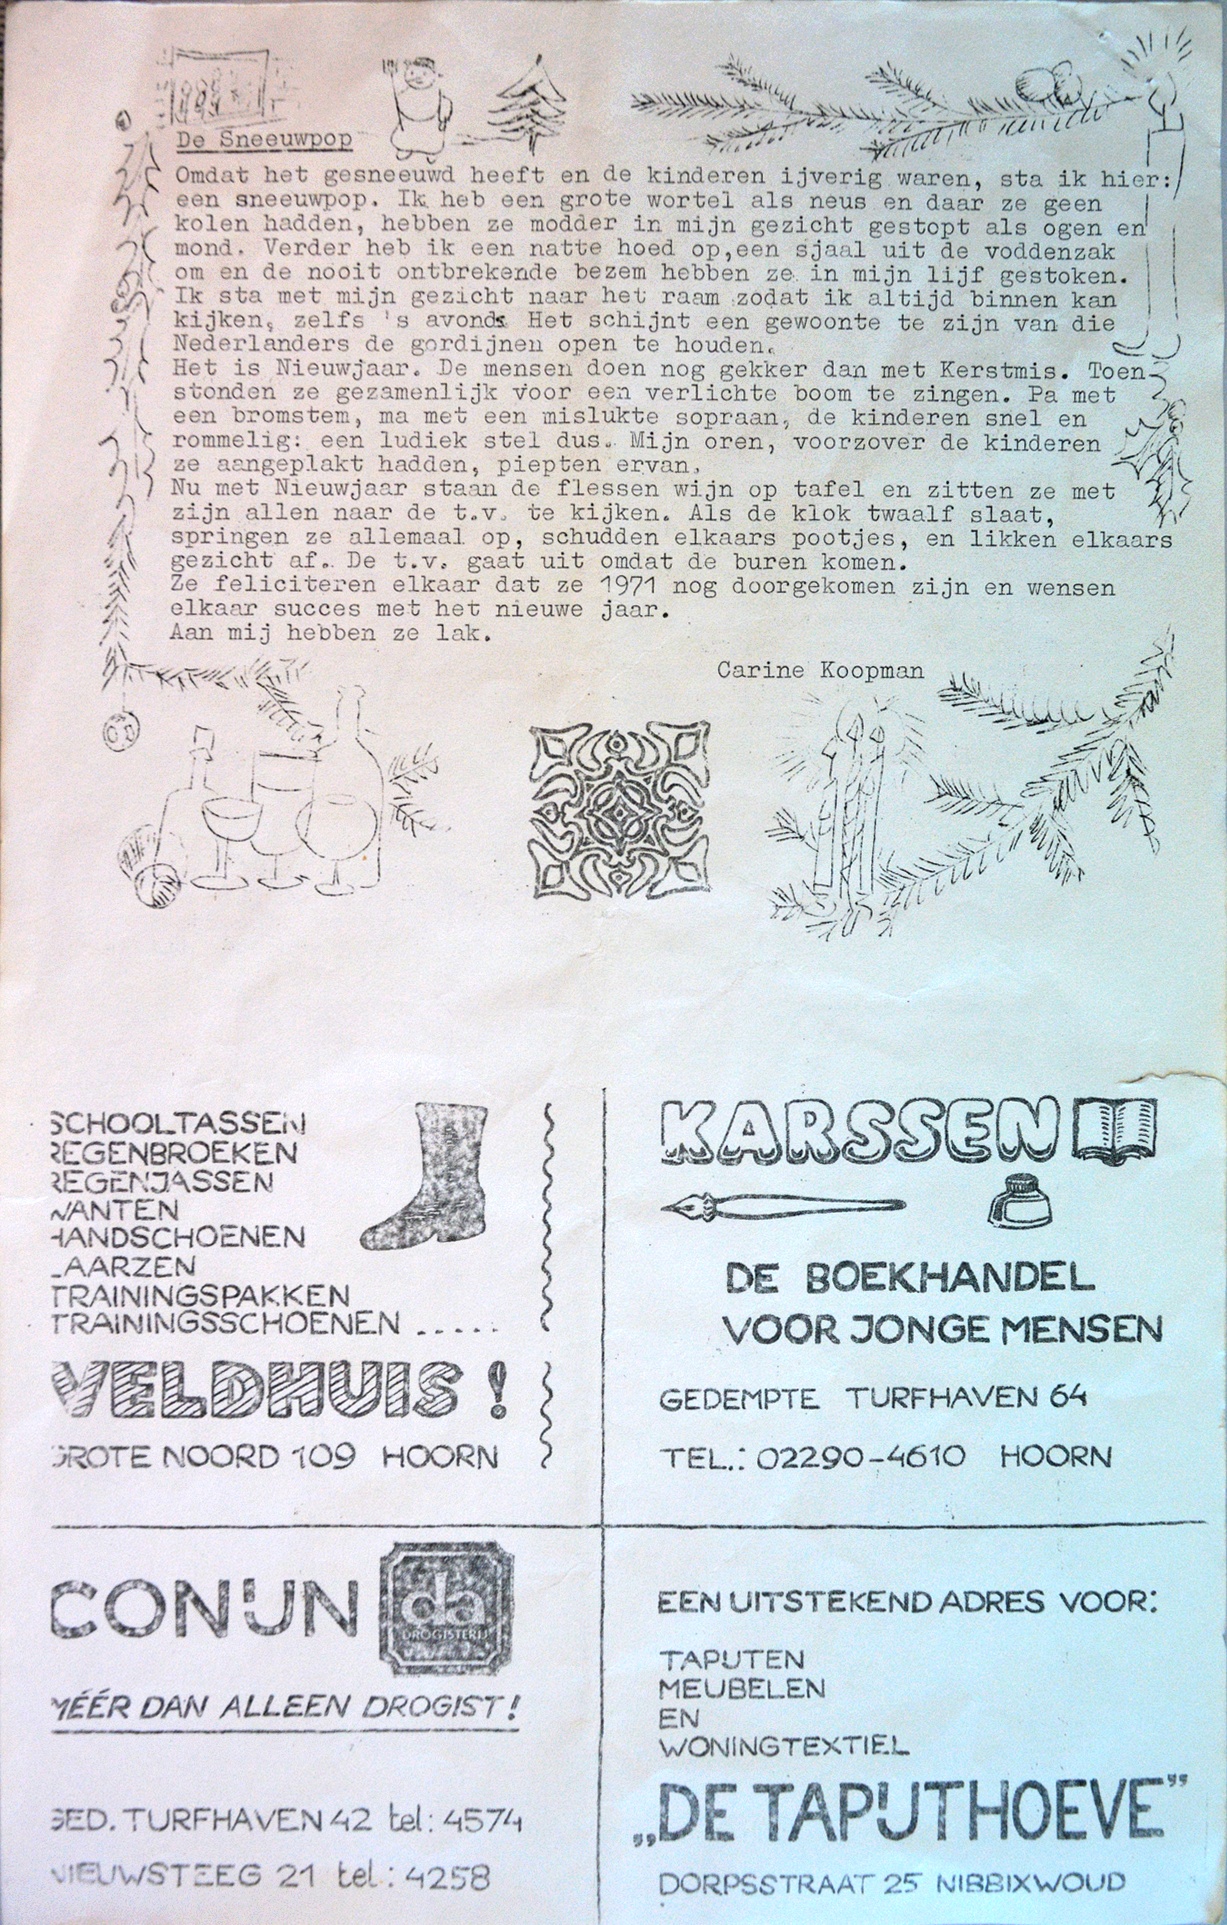 De Sneeuwpop
Omdat het gesneeuwd heeft en de kinderen ijverig waren, sta ik hier:
een sneeuwpop. Ik heb een grote wortel als neus en daar ze geen
kolen hadden, hebben ze modder in mijn gezicht gestopt als ogen en
mond. Verder heb ik een natte hoed op,een sjaal uit de voddenzak
om en de nooit ontbrekende bezem hebben ze in mijn lijf gestoken.
Ik sta met mijn gezicht naar het raam zodat ik altijd binnen kan
kijken, zelfs 's avonds Het schijnt een gewoonte te zijn van die
Nederlanders de gordijnen open te houden.
Het is Nieuwjaar. De mensen doen nog gekker dan met Kerstmis. Toen
stonden ze gezamenlijk voor een verlichte boom te zingen. Pa met
een bromstem, ma met een mislukte sopraan, de kinderen snel en
rommelig: een ludiek stel dus. Mijn oren, voorzover de kinderen
ze aangeplakt hadden, piepten ervan.
Nu met Nieuwjaar staan de flessen wijn op tafel en zitten ze met
zijn allen naar de t.v. te kijken. Als de klok twaalf slaat,
springen ze allemaal op, schudden elkaars pootjes, en likken elkaars
gezicht af. De t.v. gaat uit omdat de buren komen.
Ze feliciteren elkaar dat ze 1971 nog doorgekomen zijn en wensen
elkaar succes met het nieuwe jaar.
Aan mij hebben ze lak.
Carine Koopman
SCHOOLTASSEN
REGENBROEKEN
REGENJASSEN
WANTEN
HANDSCHOENEN
LAARZEN
TRAININGSPAKKEN
TRAININGSSCHOENEN .....
VELDHUIS !
GROTE NOORD 109 HOORN
KARSSEN
DE BOEKHANDEL
VOOR JONGE MENSEN
GEDEMPTE TURFHAVEN 64
TEL.: 02290-4610 HOORN
CONIJN
da
DROGISTERIJ
MÉÉR DAN ALLEEN DROGIST!
GED. TURFHAVEN 42 tel: 4574
NIEUWSTEEG 21 tel.: 4258
EEN UITSTEKEND ADRES VOOR:
TAPIJTEN
MEUBELEN
EN
WONINGTEXTIEL
„DE TAPIJTHOEVE”
DORPSSTRAAT 25 NIBBIXWOUD